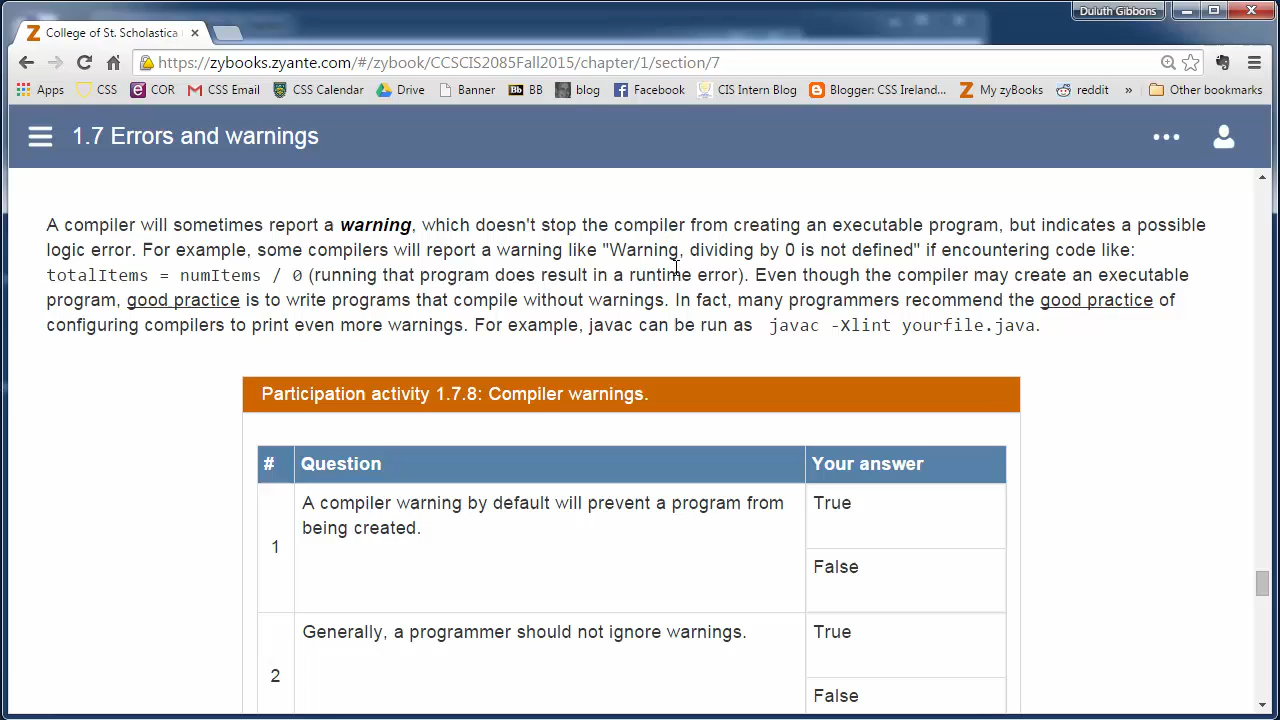 Duluth Gibbons
College of St. Scholastica
https://zybooks.zyante.com/#/zybook/CCSCIS2085Fall2015/chapter/1/section/7
Apps CSS COR CSS Email CSS Calendar Drive Banner BB blog Facebook CIS Intern Blog Blogger: CSS Ireland... My zyBooks reddit » Other bookmarks
1.7 Errors and warnings
A compiler will sometimes report a warning, which doesn't stop the compiler from creating an executable program, but indicates a possible
logic error. For example, some compilers will report a warning like "Warning, dividing by 0 is not defined" if encountering code like:
totalItems = numItems / 0 (running that program does result in a runtime error). Even though the compiler may create an executable
program, good practice is to write programs that compile without warnings. In fact, many programmers recommend the good practice of
configuring compilers to print even more warnings. For example, javac can be run as javac -Xlint yourfile.java.
Participation activity 1.7.8: Compiler warnings.
# Question Your answer
A compiler warning by default will prevent a program from True
being created.
1
False
Generally, a programmer should not ignore warnings. True
2
False